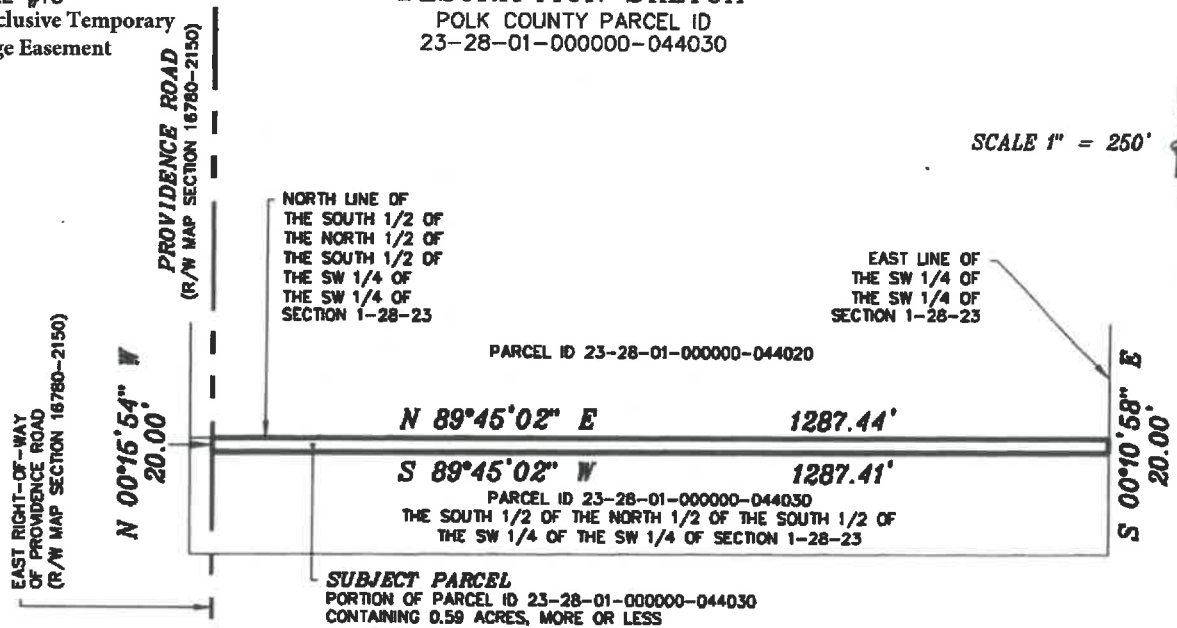 clusive Temporary
ge Easement
POLK COUNTY PARCEL ID
23-28-01-000000-044030
PROVIDENCE ROAD
(R/W MAP SECTION 16780-2150)
SCALE 1" = 250'
NORTH LINE OF
THE SOUTH 1/2 OF
THE NORTH 1/2 OF
THE SOUTH 1/2 OF
THE SW 1/4 OF
THE SW 1/4 OF
SECTION 1-28-23
EAST LINE OF
THE SW 1/4 OF
THE SW 1/4 OF
SECTION 1-28-23
PARCEL ID 23-28-01-000000-044020
EAST RIGHT-OF-WAY
OF PROVIDENCE ROAD
(R/W MAP SECTION 16780-2150)
N 00°15'54" W
20.00'
N 89°45'02" E 1287.44'
S 89°45'02" W 1287.41'
S 00°10'58" E
20.00'
PARCEL ID 23-28-01-000000-044030
THE SOUTH 1/2 OF THE NORTH 1/2 OF THE SOUTH 1/2 OF
THE SW 1/4 OF THE SW 1/4 OF SECTION 1-28-23
SUBJECT PARCEL
PORTION OF PARCEL ID 23-28-01-000000-044030
CONTAINING 0.59 ACRES, MORE OR LESS